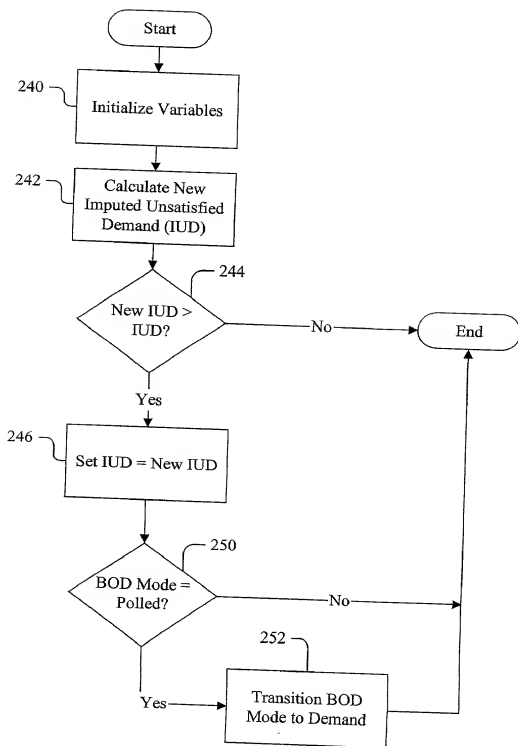 Start
240
Initialize Variables
242
Calculate New
Imputed Unsatisfied
Demand (IUD)
244
New IUD >
IUD?
No
End
Yes
246
Set IUD = New IUD
250
BOD Mode =
Polled?
No
252
Yes
Transition BOD
Mode to Demand